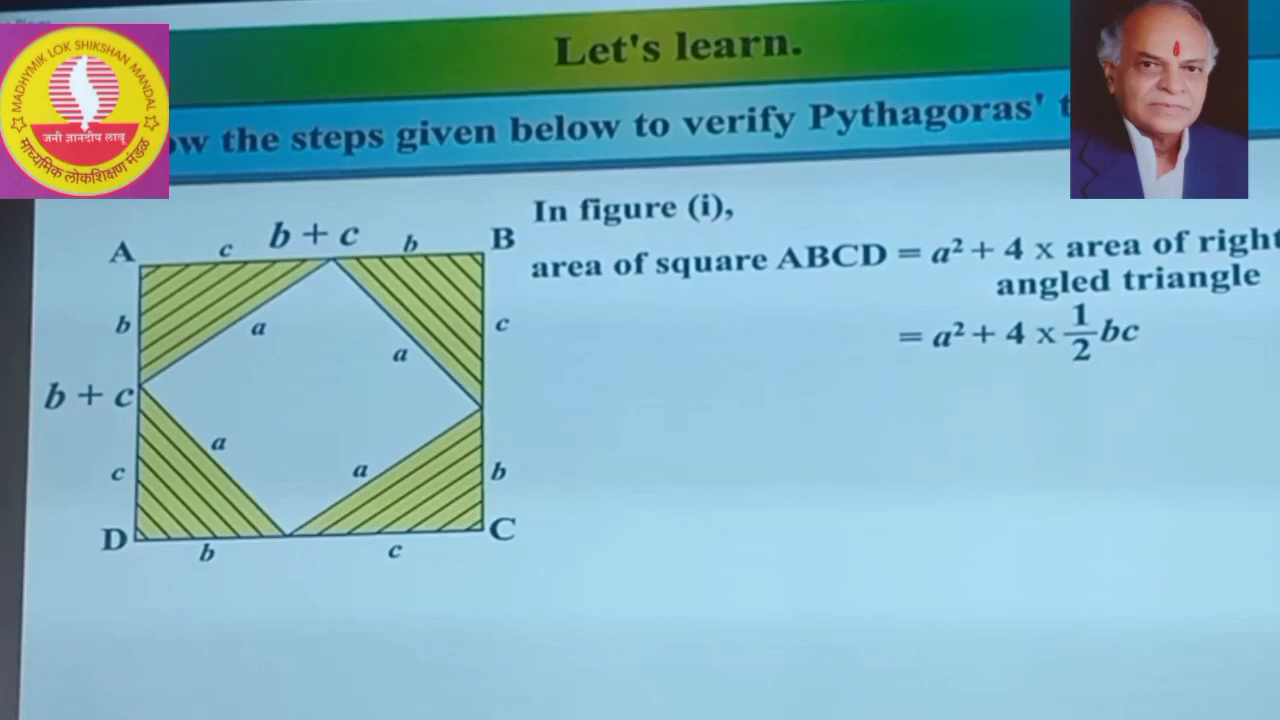 MADHYMIK LOK SHIKSHAN MANDAL
जनी ज्ञानदीप लावू
माध्यमिक लोकशिक्षण मंडळ
Let's learn.
ow the steps given below to verify Pythagoras' t
In figure (i),
area of square ABCD = a² + 4 x area of right
angled triangle
= a² + 4 x 1/2 bc
b + c
A c b B
b a c
a
b + c
a
c a b
D C
b c